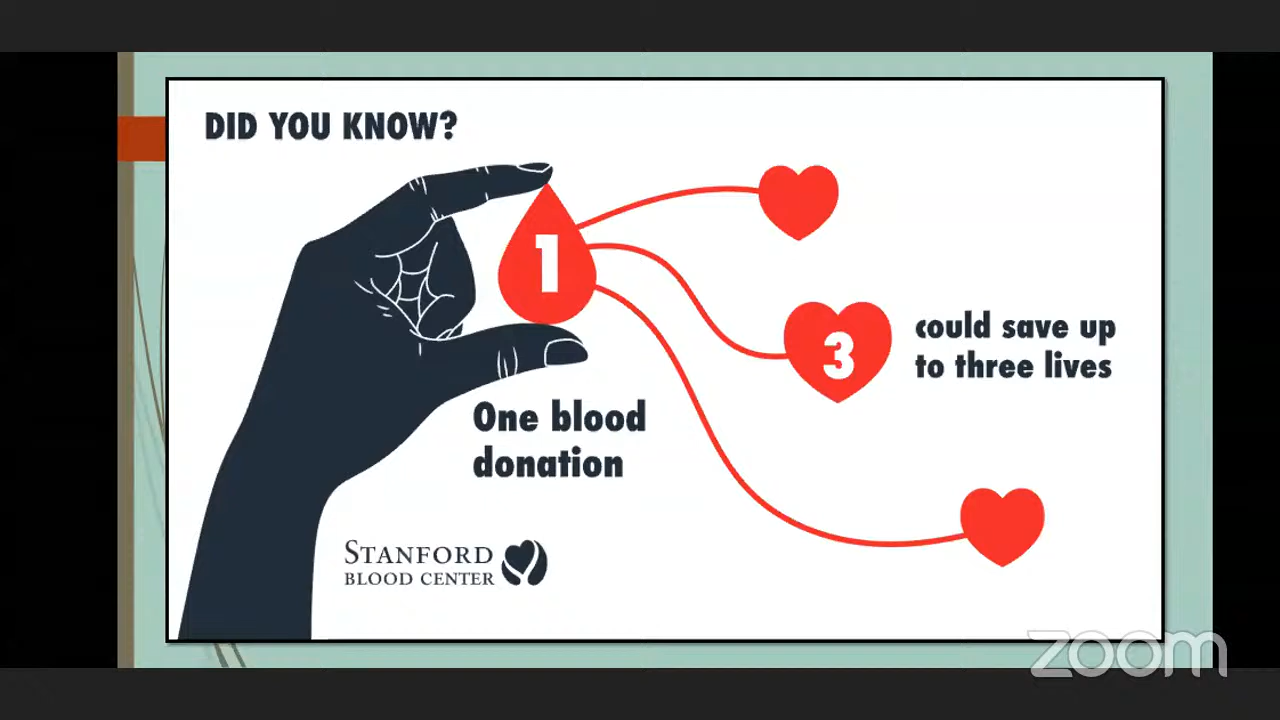 DID YOU KNOW?
1
3
could save up
to three lives
One blood
donation
STANFORD
BLOOD CENTER
zoom